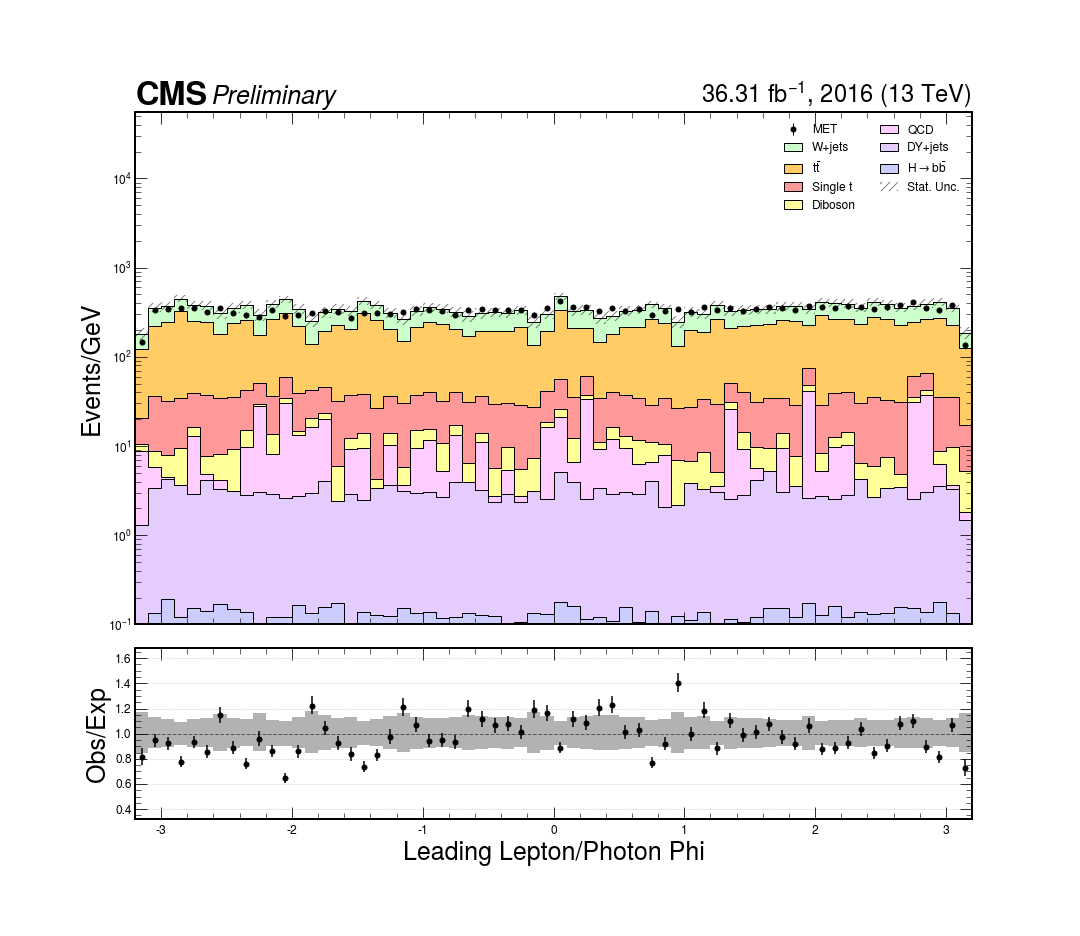 CMS Preliminary
36.31 fb⁻¹, 2016 (13 TeV)
MET
W+jets
tt̄
Single t
Diboson
QCD
DY+jets
H→bb̄
Stat. Unc.
Events/GeV
10⁴
10³
10²
10¹
10⁰
10⁻¹
Obs/Exp
1.6
1.4
1.2
1.0
0.8
0.6
0.4
-3 -2 -1 0 1 2 3
Leading Lepton/Photon Phi